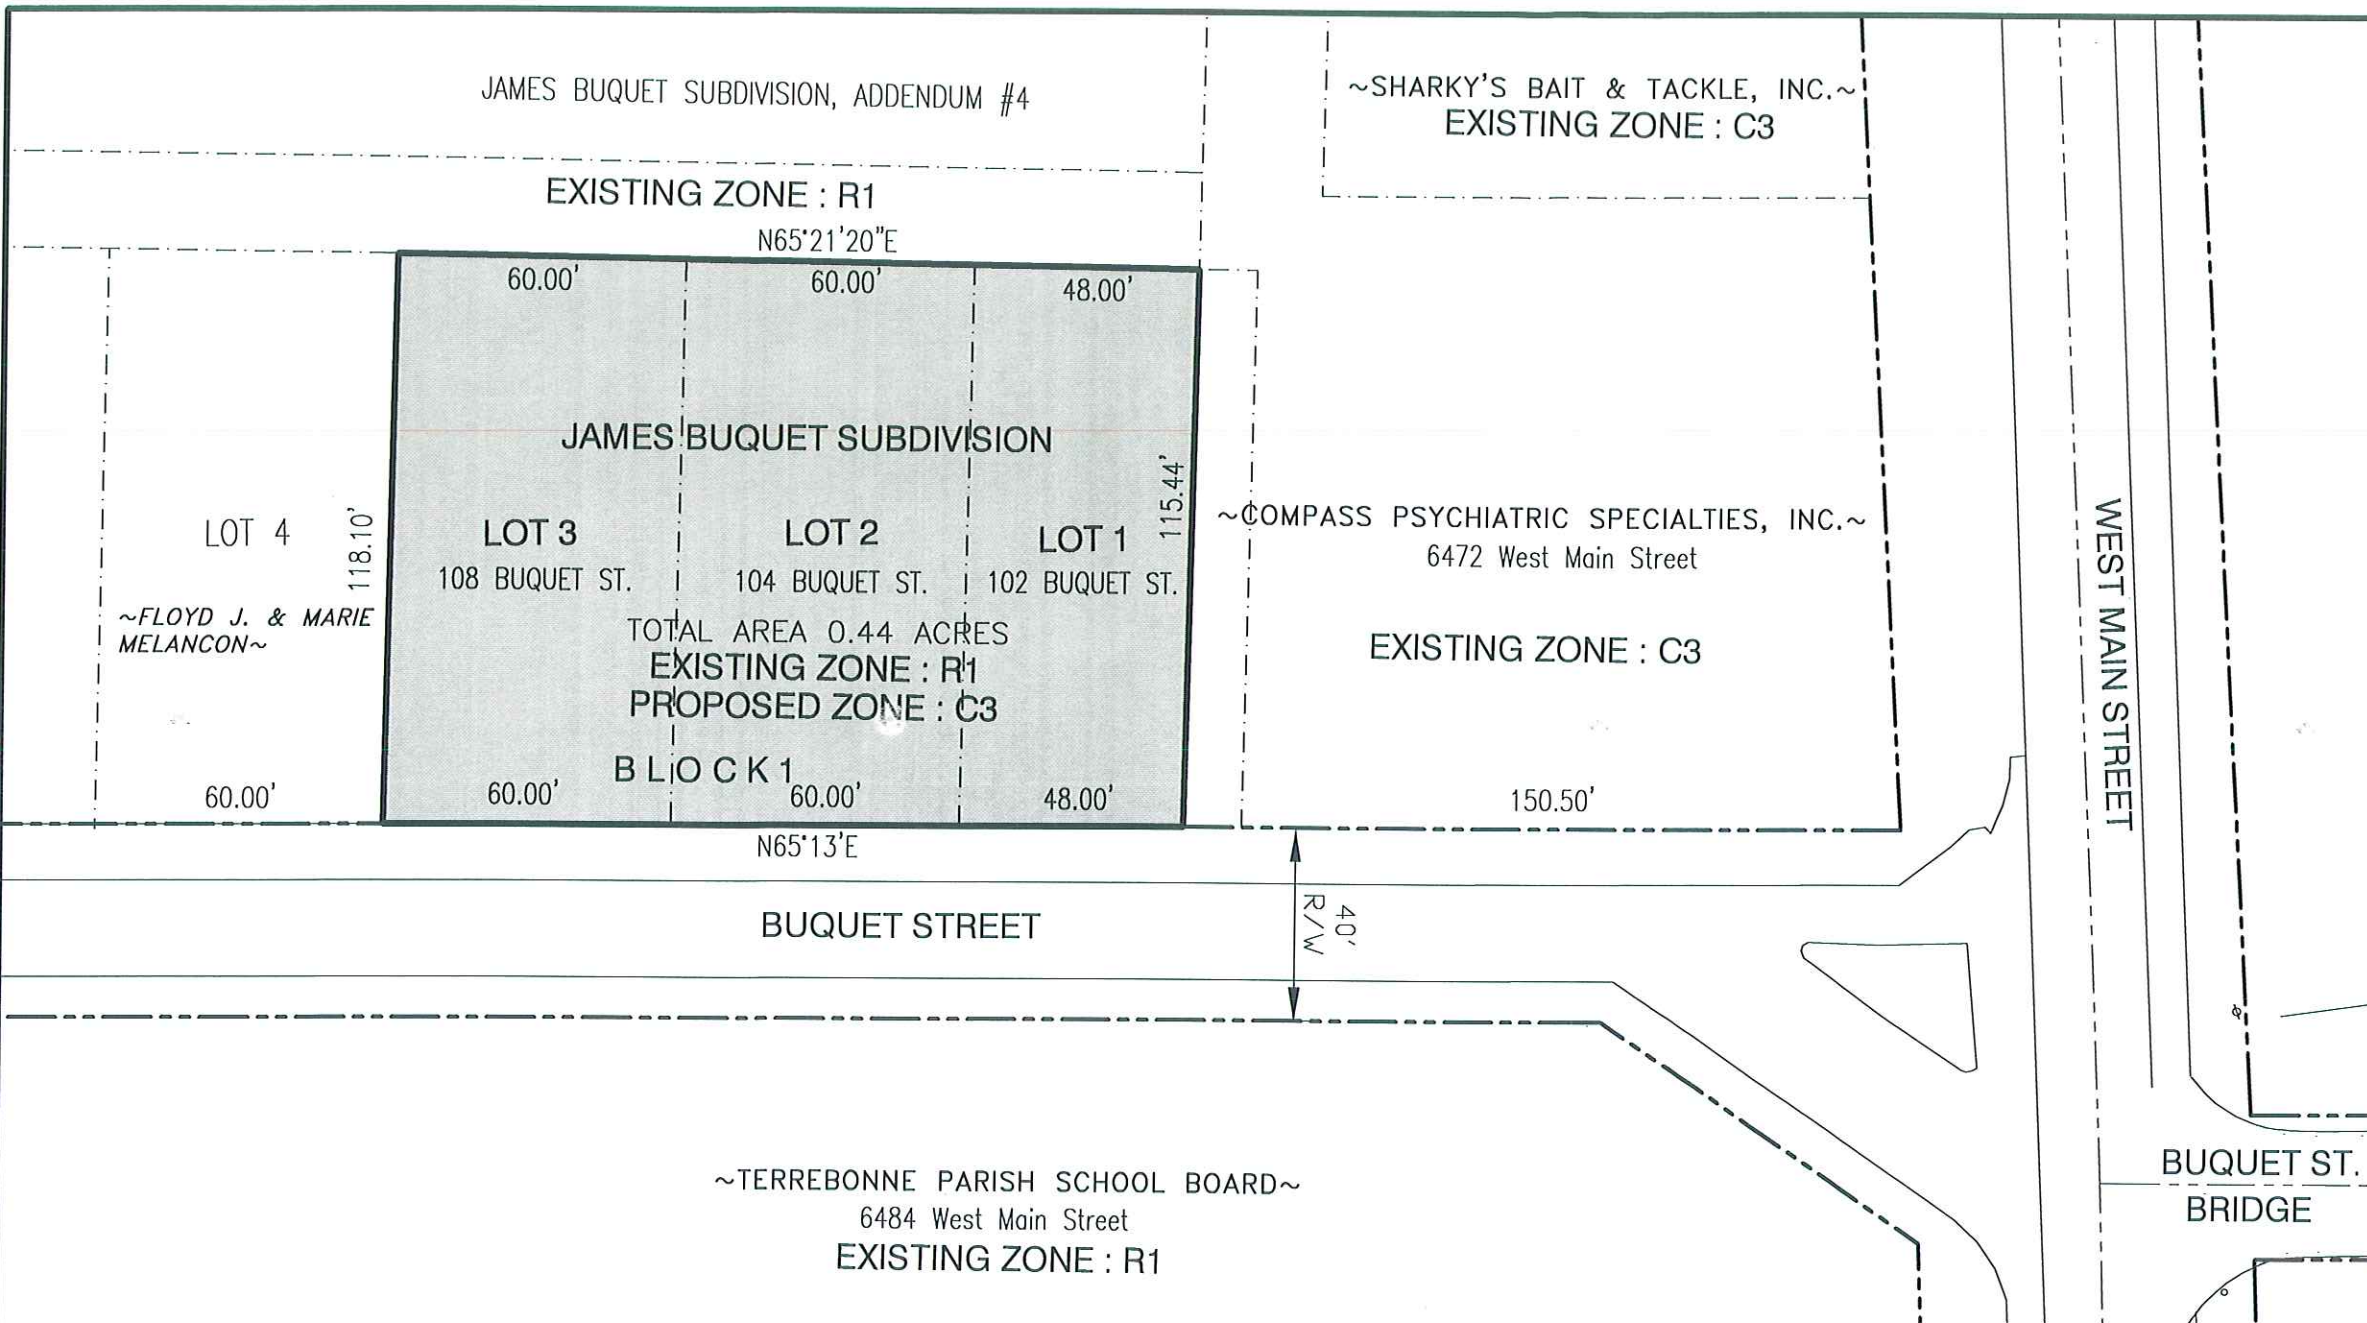 JAMES BUQUET SUBDIVISION, ADDENDUM #4
~SHARKY'S BAIT & TACKLE, INC.~
EXISTING ZONE : C3
EXISTING ZONE : R1
N65°21'20"E
60.00'
60.00'
48.00'
JAMES BUQUET SUBDIVISION
115.44'
118.10'
LOT 4
LOT 3
LOT 2
LOT 1
108 BUQUET ST.
104 BUQUET ST.
102 BUQUET ST.
~FLOYD J. & MARIE
MELANCON~
TOTAL AREA 0.44 ACRES
EXISTING ZONE : R1
PROPOSED ZONE : C3
BLOCK 1
60.00'
60.00'
60.00'
48.00'
~COMPASS PSYCHIATRIC SPECIALTIES, INC.~
6472 West Main Street
EXISTING ZONE : C3
150.50'
WEST MAIN STREET
N65°13'E
BUQUET STREET
40'
R/W
~TERREBONNE PARISH SCHOOL BOARD~
6484 West Main Street
EXISTING ZONE : R1
BUQUET ST.
BRIDGE